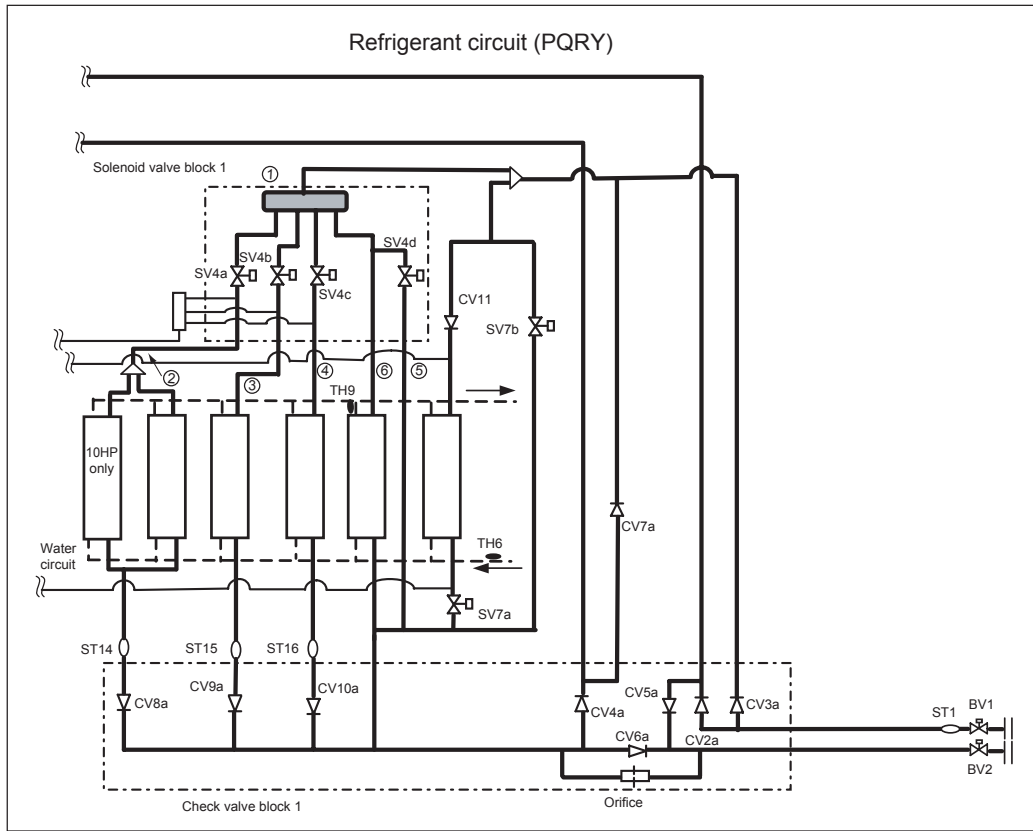 Refrigerant circuit (PQRY)
Solenoid valve block 1
①
SV4d
SV4b
SV4a
SV4c
CV11
SV7b
②
③
④
⑥
⑤
TH9
10HP
only
CV7a
Water
circuit
TH6
SV7a
ST14
ST15
ST16
CV8a
CV9a
CV10a
CV4a
CV5a
CV3a
CV6a
CV2a
ST1
BV1
BV2
Orifice
Check valve block 1